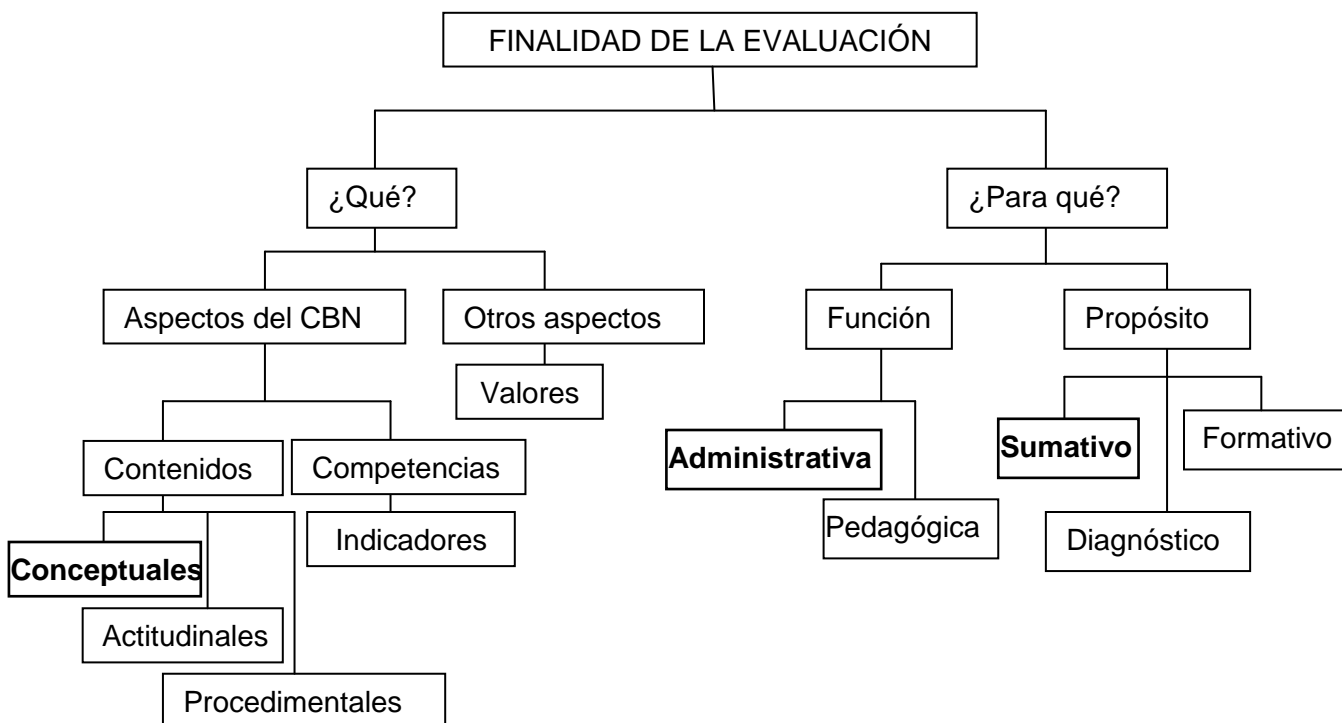 FINALIDAD DE LA EVALUACIÓN
¿Qué?
¿Para qué?
Aspectos del CBN
Otros aspectos
Función
Propósito
Valores
Contenidos
Competencias
Administrativa
Sumativo
Formativo
Conceptuales
Indicadores
Pedagógica
Diagnóstico
Actitudinales
Procedimentales